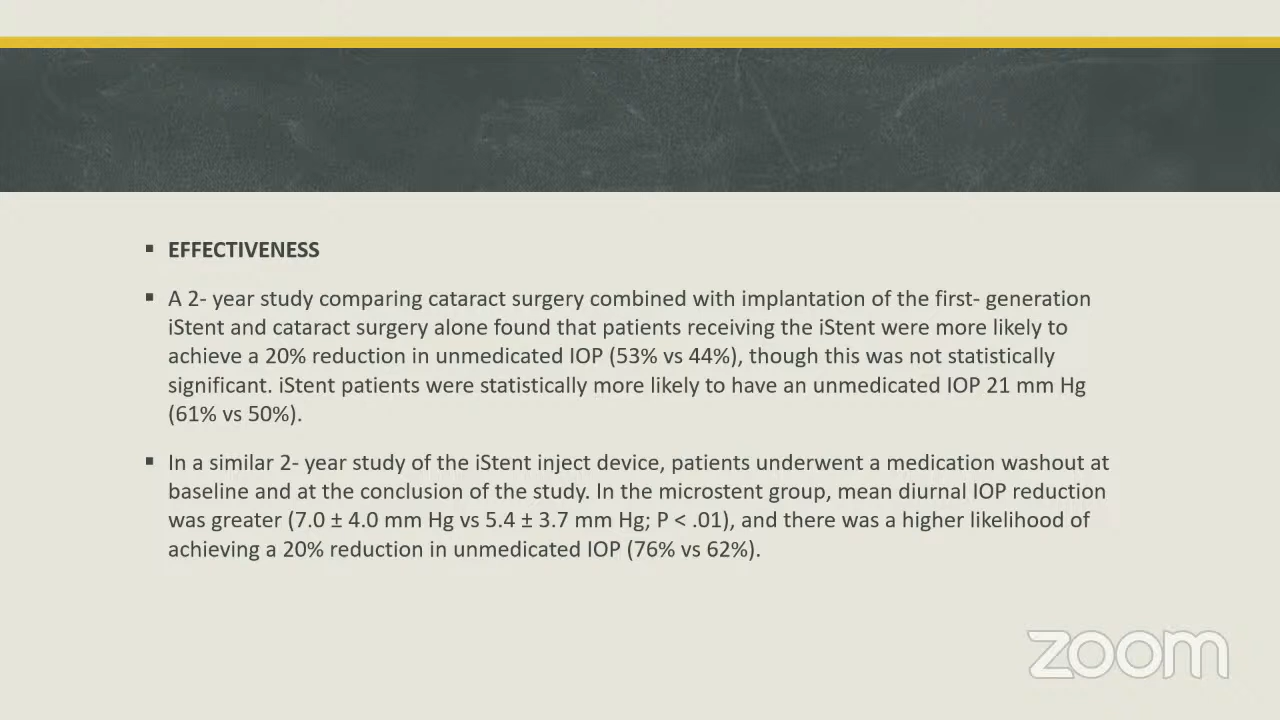 ▪ EFFECTIVENESS
▪ A 2- year study comparing cataract surgery combined with implantation of the first- generation
iStent and cataract surgery alone found that patients receiving the iStent were more likely to
achieve a 20% reduction in unmedicated IOP (53% vs 44%), though this was not statistically
significant. iStent patients were statistically more likely to have an unmedicated IOP 21 mm Hg
(61% vs 50%).
▪ In a similar 2- year study of the iStent inject device, patients underwent a medication washout at
baseline and at the conclusion of the study. In the microstent group, mean diurnal IOP reduction
was greater (7.0 ± 4.0 mm Hg vs 5.4 ± 3.7 mm Hg; P < .01), and there was a higher likelihood of
achieving a 20% reduction in unmedicated IOP (76% vs 62%).
zoom